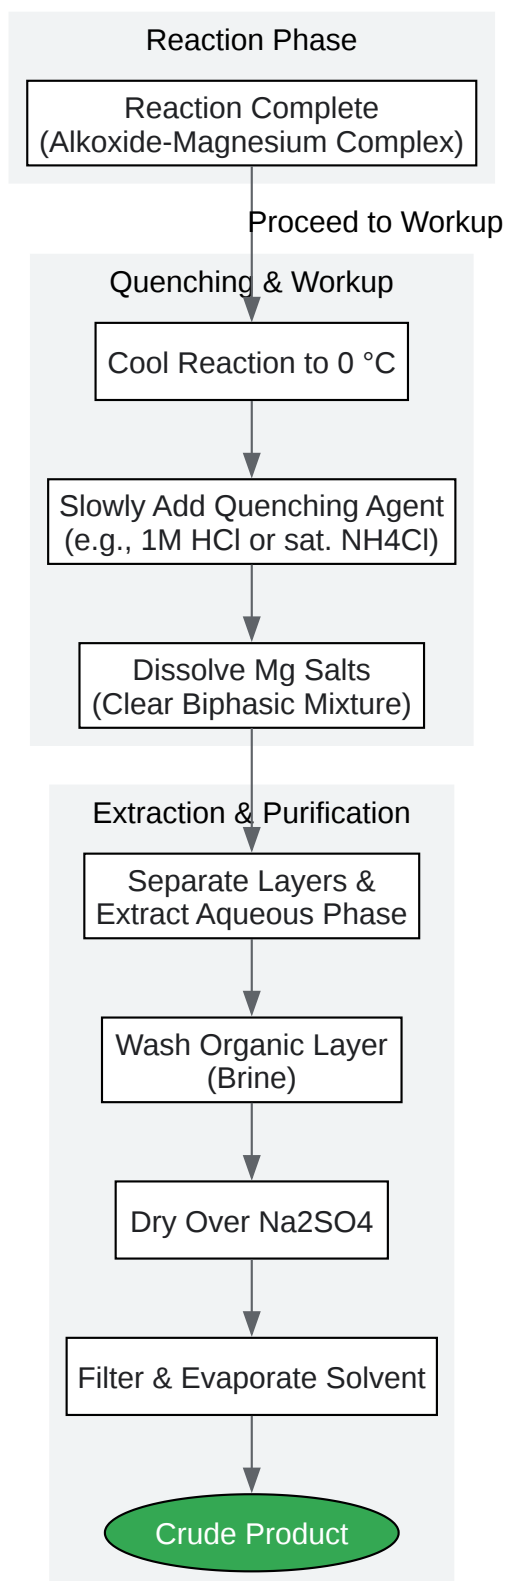 Reaction Phase
Reaction Complete
(Alkoxide-Magnesium Complex)
Proceed to Workup
Quenching & Workup
Cool Reaction to 0 °C
Slowly Add Quenching Agent
(e.g., 1M HCl or sat. NH4Cl)
Dissolve Mg Salts
(Clear Biphasic Mixture)
Extraction & Purification
Separate Layers &
Extract Aqueous Phase
Wash Organic Layer
(Brine)
Dry Over Na2SO4
Filter & Evaporate Solvent
Crude Product